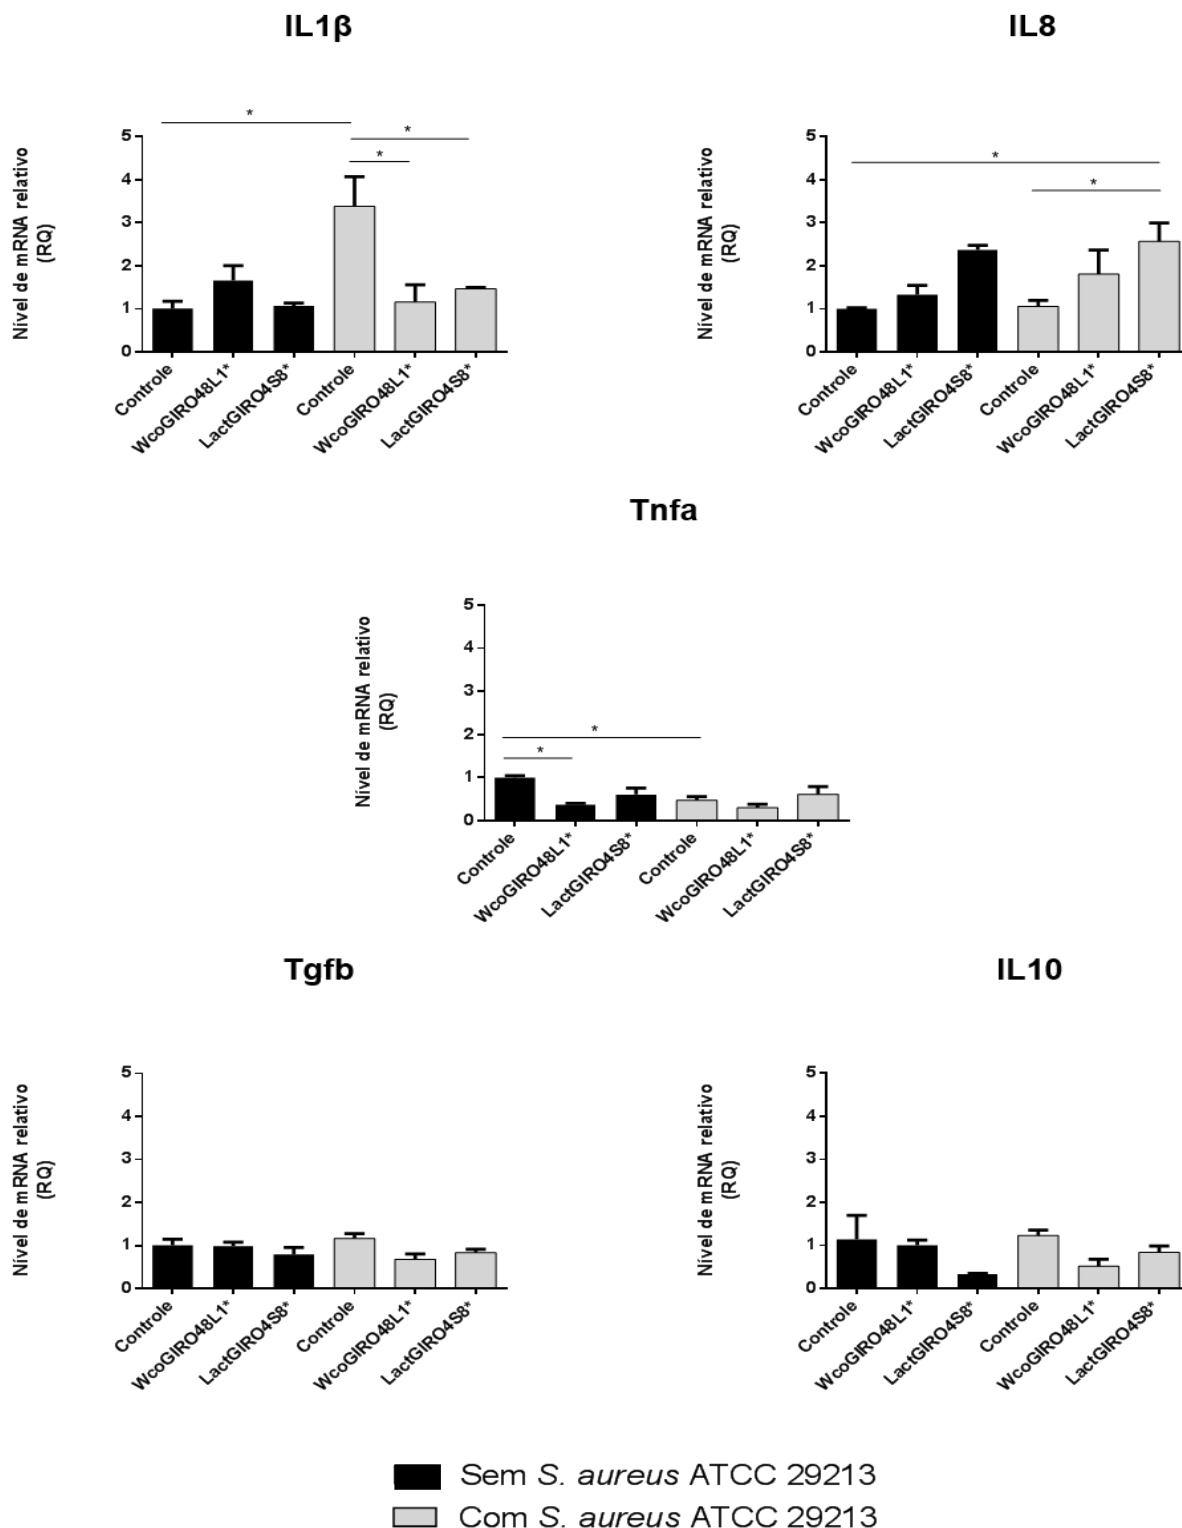 IL1β
IL8
*
*
*
Nível de mRNA relativo
(RQ)
5
4
3
2
1
0
Controle
WcoGIRO48L1*
LactGIRO4S8*
Controle
WcoGIRO48L1*
LactGIRO4S8*
*
*
Nível de mRNA relativo
(RQ)
5
4
3
2
1
0
Controle
WcoGIRO48L1*
LactGIRO4S8*
Controle
WcoGIRO48L1*
LactGIRO4S8*
Tnfa
*
*
Nível de mRNA relativo
(RQ)
5
4
3
2
1
0
Controle
WcoGIRO48L1*
LactGIRO4S8*
Controle
WcoGIRO48L1*
LactGIRO4S8*
Tgfb
IL10
Nível de mRNA relativo
(RQ)
5
4
3
2
1
0
Controle
WcoGIRO48L1*
LactGIRO4S8*
Controle
WcoGIRO48L1*
LactGIRO4S8*
Nível de mRNA relativo
(RQ)
5
4
3
2
1
0
Controle
WcoGIRO48L1*
LactGIRO4S8*
Controle
WcoGIRO48L1*
LactGIRO4S8*
Sem S. aureus ATCC 29213
Com S. aureus ATCC 29213